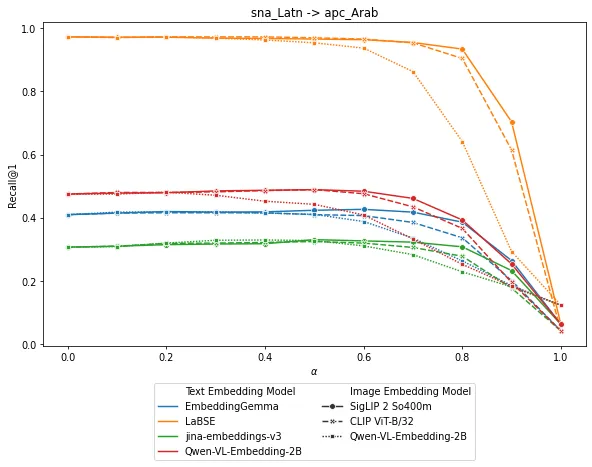 sna_Latn -> apc_Arab
1.0
0.8
0.6
0.4
0.2
0.0
Recall@1
0.0 0.2 0.4 0.6 0.8 1.0
α
Text Embedding Model
EmbeddingGemma
LaBSE
jina-embeddings-v3
Qwen-VL-Embedding-2B
Image Embedding Model
SigLIP 2 So400m
CLIP ViT-B/32
Qwen-VL-Embedding-2B